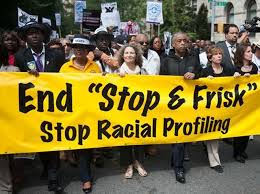 End “Stop & Frisk”
Stop Racial Profiling